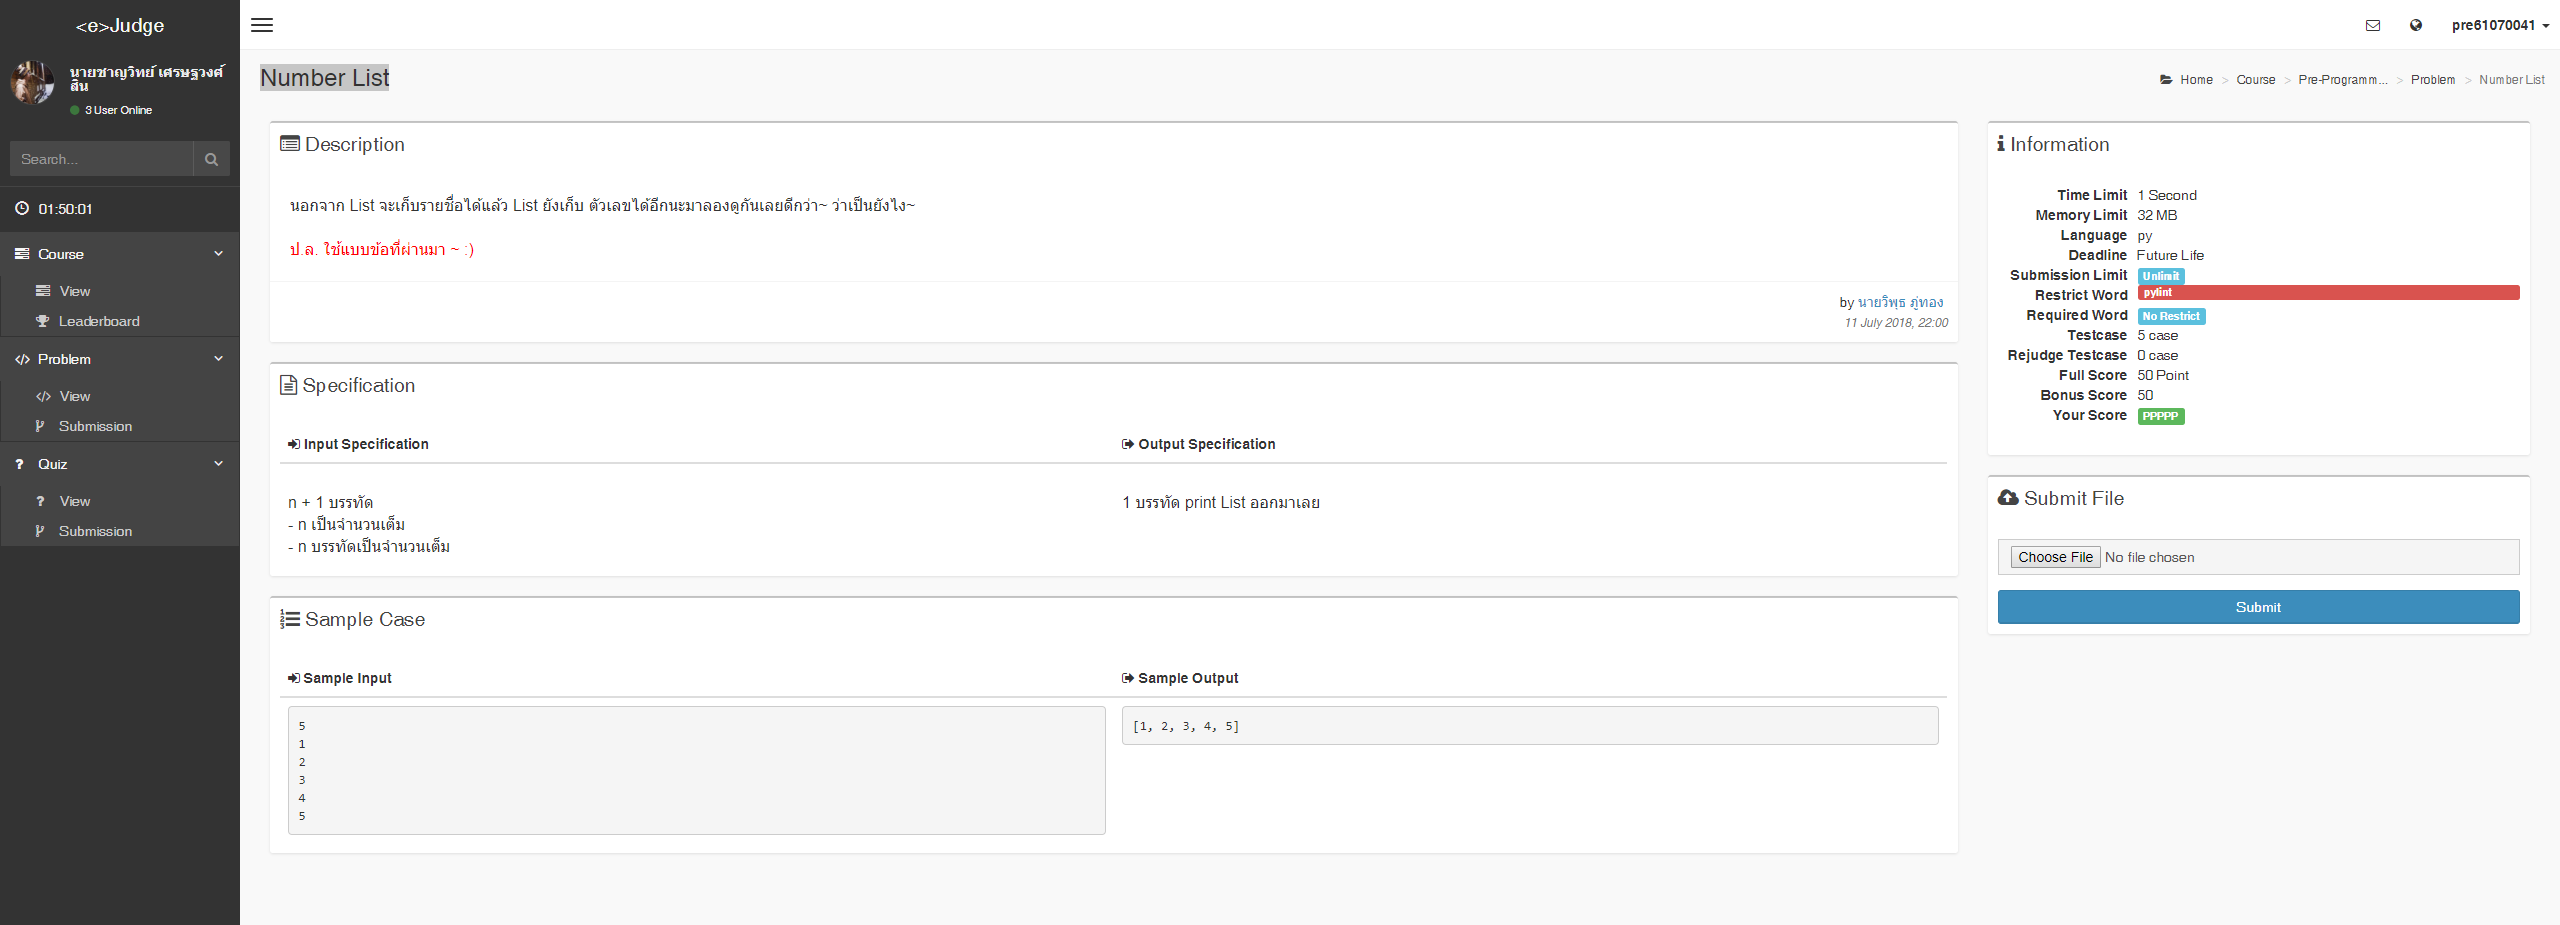 <e>Judge
นายชาญวิทย์ เศรษฐวงศ์
สิน
3 User Online
Search...
01:50:01
Course
View
Leaderboard
Problem
View
Submission
Quiz
View
Submission
pre61070041
Number List
Home > Course > Pre-Programm... > Problem > Number List
Description
นอกจาก List จะเก็บรายชื่อได้แล้ว List ยังเก็บ ตัวเลขได้อีกนะมาลองดูกันเลยดีกว่า~ ว่าเป็นยังไง~
ป.ล. ใช้แบบข้อที่ผ่านมา ~ :)
by นายวิพุธ ภู่ทอง
11 July 2018, 22:00
Specification
Input Specification
Output Specification
n + 1 บรรทัด
- n เป็นจำนวนเต็ม
- n บรรทัดเป็นจำนวนเต็ม
1 บรรทัด print List ออกมาเลย
Sample Case
Sample Input
Sample Output
5
1
2
3
4
5
[1, 2, 3, 4, 5]
Information
Time Limit 1 Second
Memory Limit 32 MB
Language py
Deadline Future Life
Submission Limit Unlimit
Restrict Word pylint
Required Word No Restrict
Testcase 5 case
Rejudge Testcase 0 case
Full Score 50 Point
Bonus Score 50
Your Score PPPPP
Submit File
Choose File No file chosen
Submit